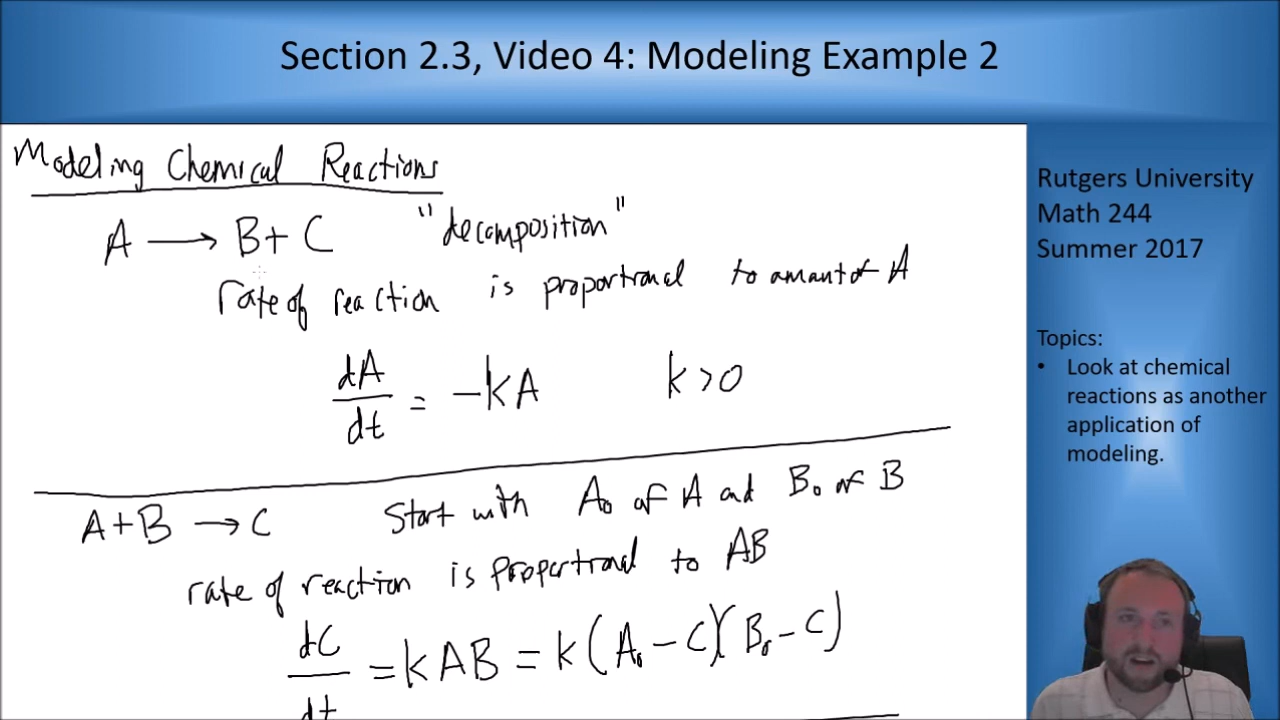 Section 2.3, Video 4: Modeling Example 2
Modeling Chemical Reactions
A → B + C "decomposition"
rate of reaction is proportional to amount of A
dA/dt = -kA k > 0
A + B → C Start with A₀ of A and B₀ of B
rate of reaction is proportional to AB
dC/dt = kAB = k(A₀ - C)(B₀ - C)
Rutgers University
Math 244
Summer 2017
Topics:
• Look at chemical
reactions as another
application of
modeling.